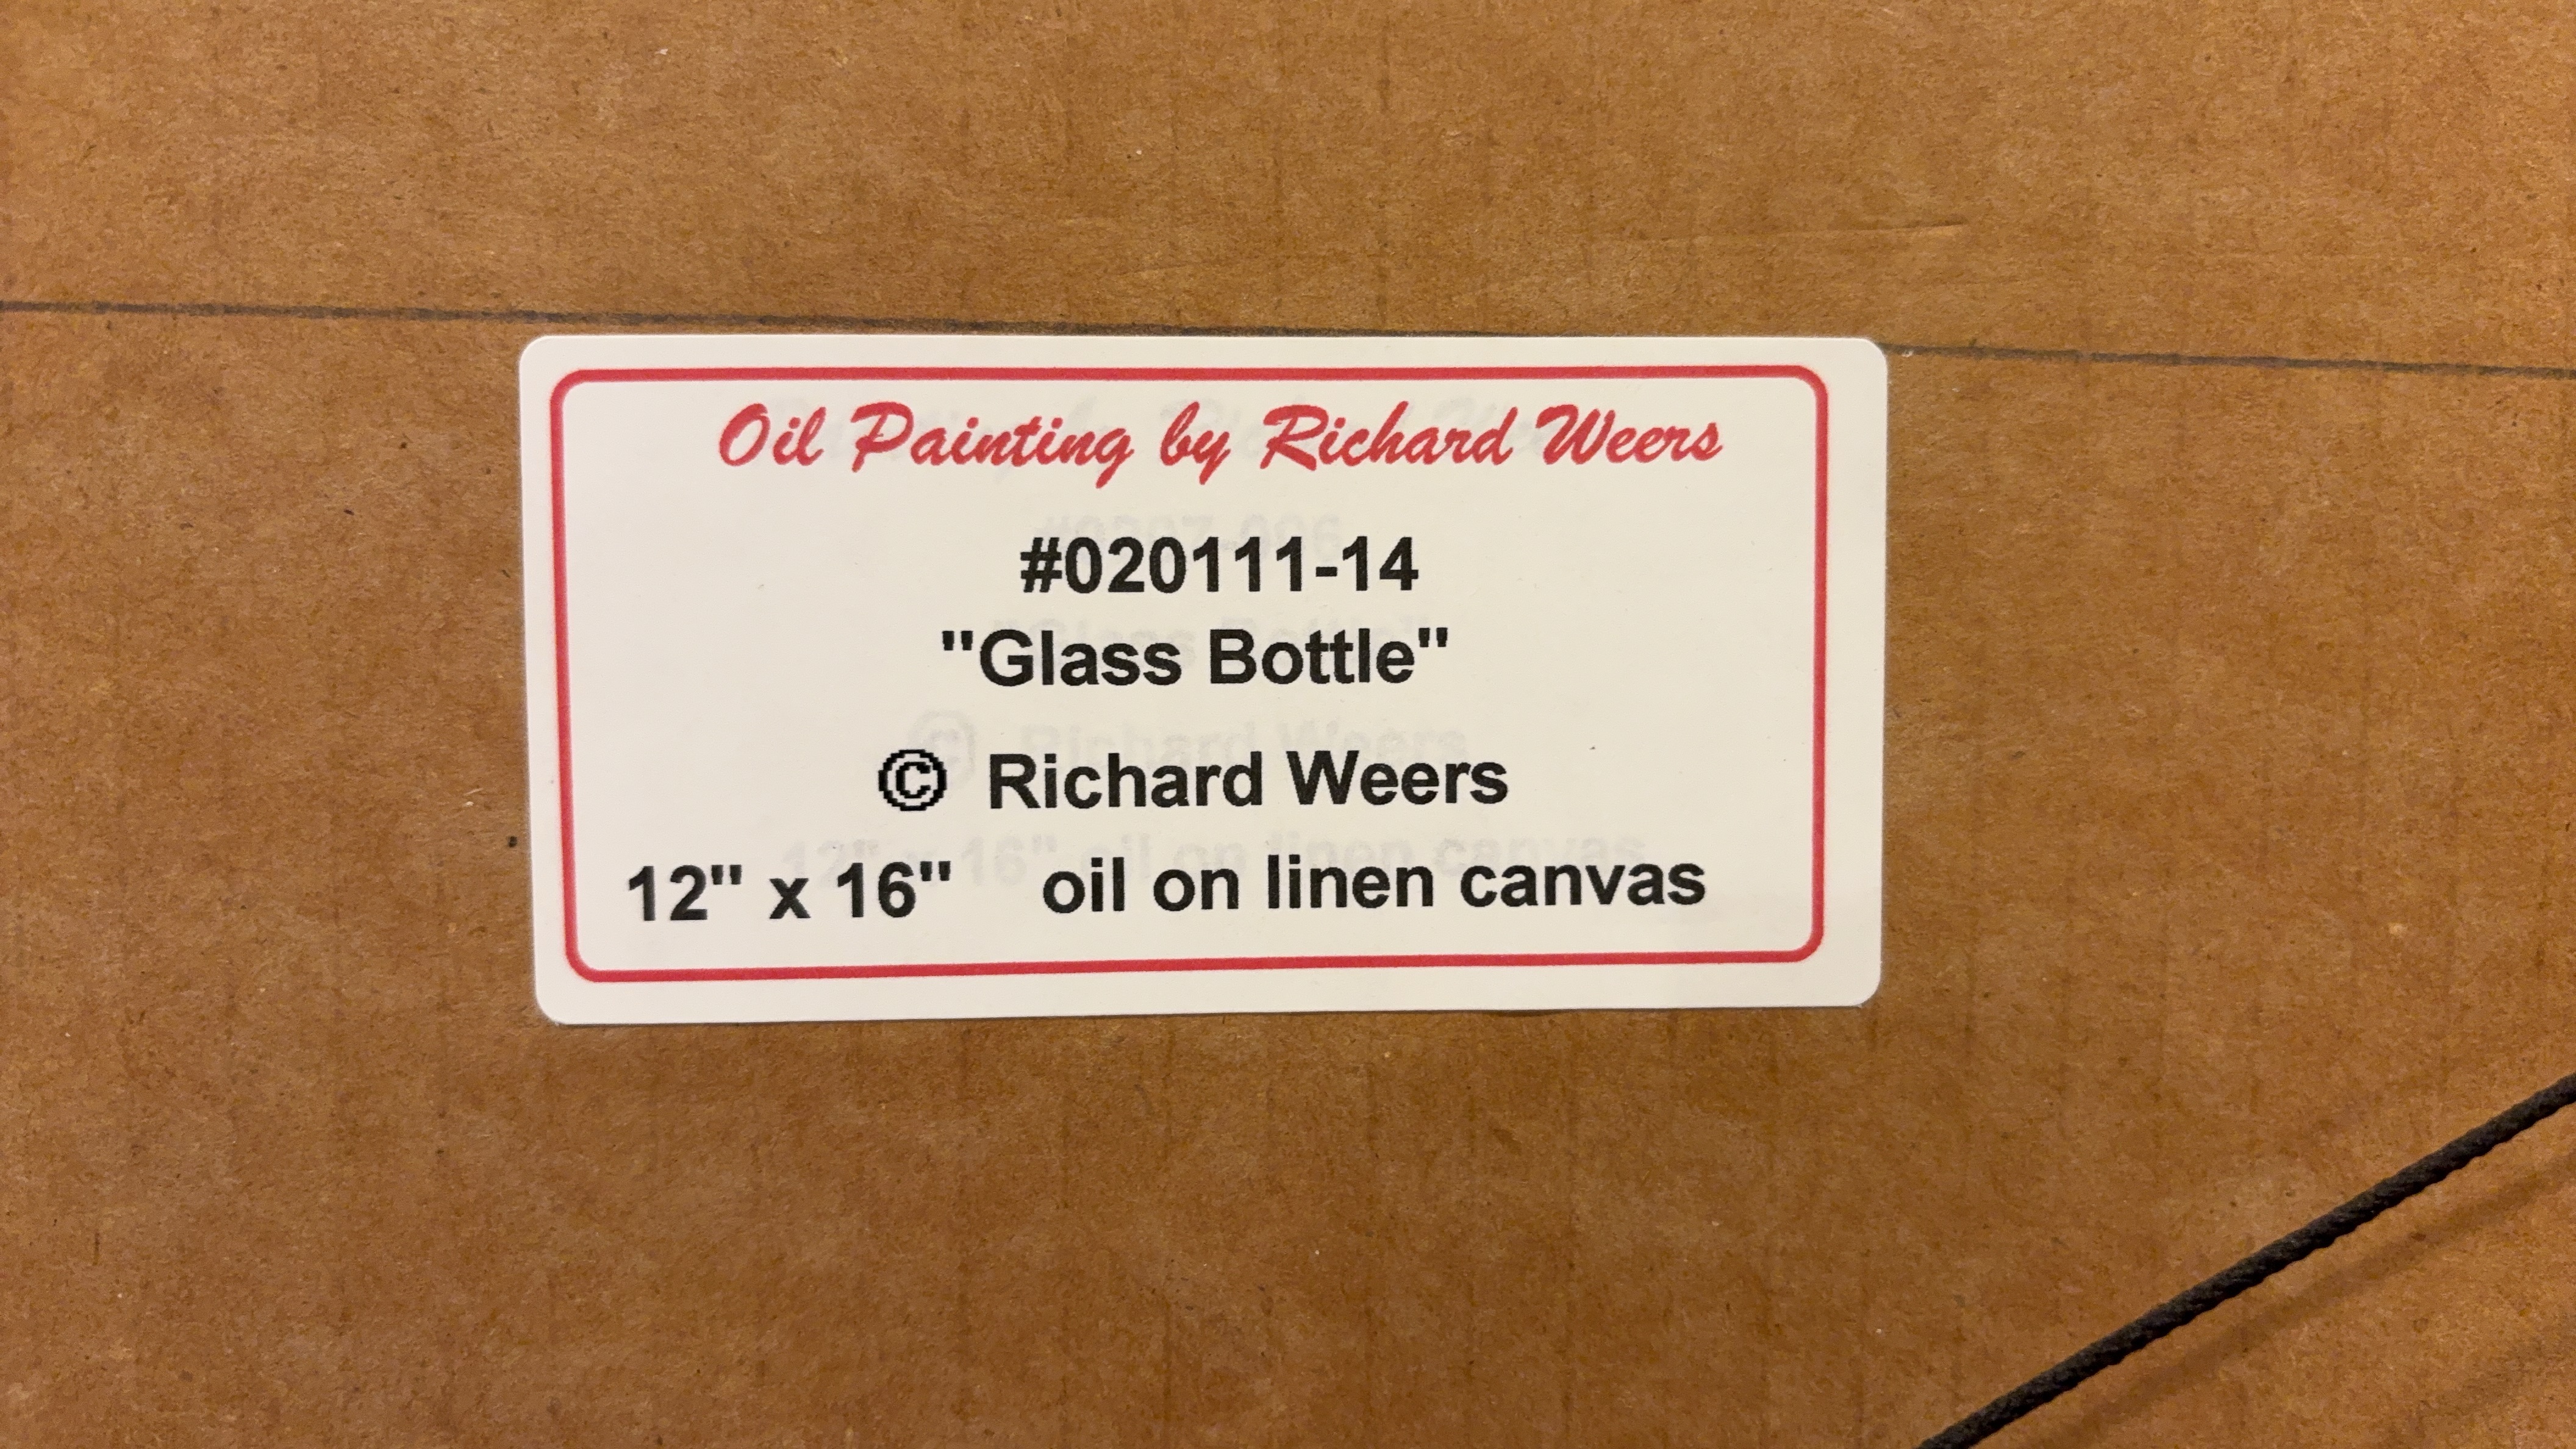 Oil Painting by Richard Weers
#020111-14
"Glass Bottle"
© Richard Weers
12" x 16" oil on linen canvas